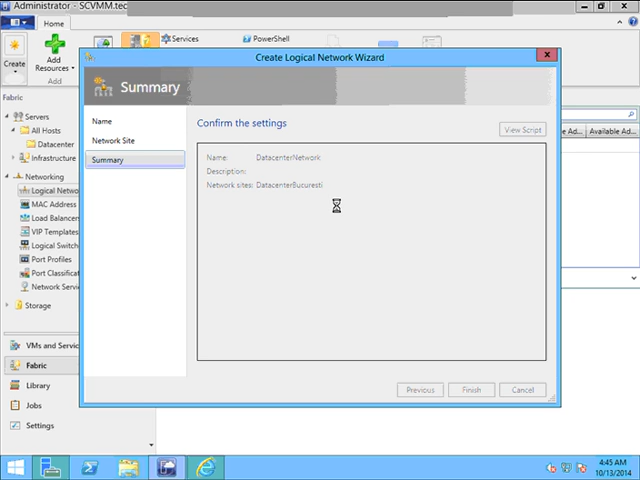 Administrator - SCVMM.tec
Home
Services
PowerShell
Create
Add
Resources
Add
Fabric
Servers
All Hosts
Datacenter
Infrastructure
Networking
Logical Netwo
MAC Address
Load Balancers
VIP Templates
Logical Switch
Port Profiles
Port Classificat
Network Servic
Storage
VMs and Servic
Fabric
Library
Jobs
Settings
Create Logical Network Wizard
Summary
Name
Network Site
Summary
Confirm the settings
View Script
Name: DatacenterNetwork
Description:
Network sites: DatacenterBucuresti
Previous
Finish
Cancel
e Ad...
Available Ad...
4:45 AM
10/13/2014